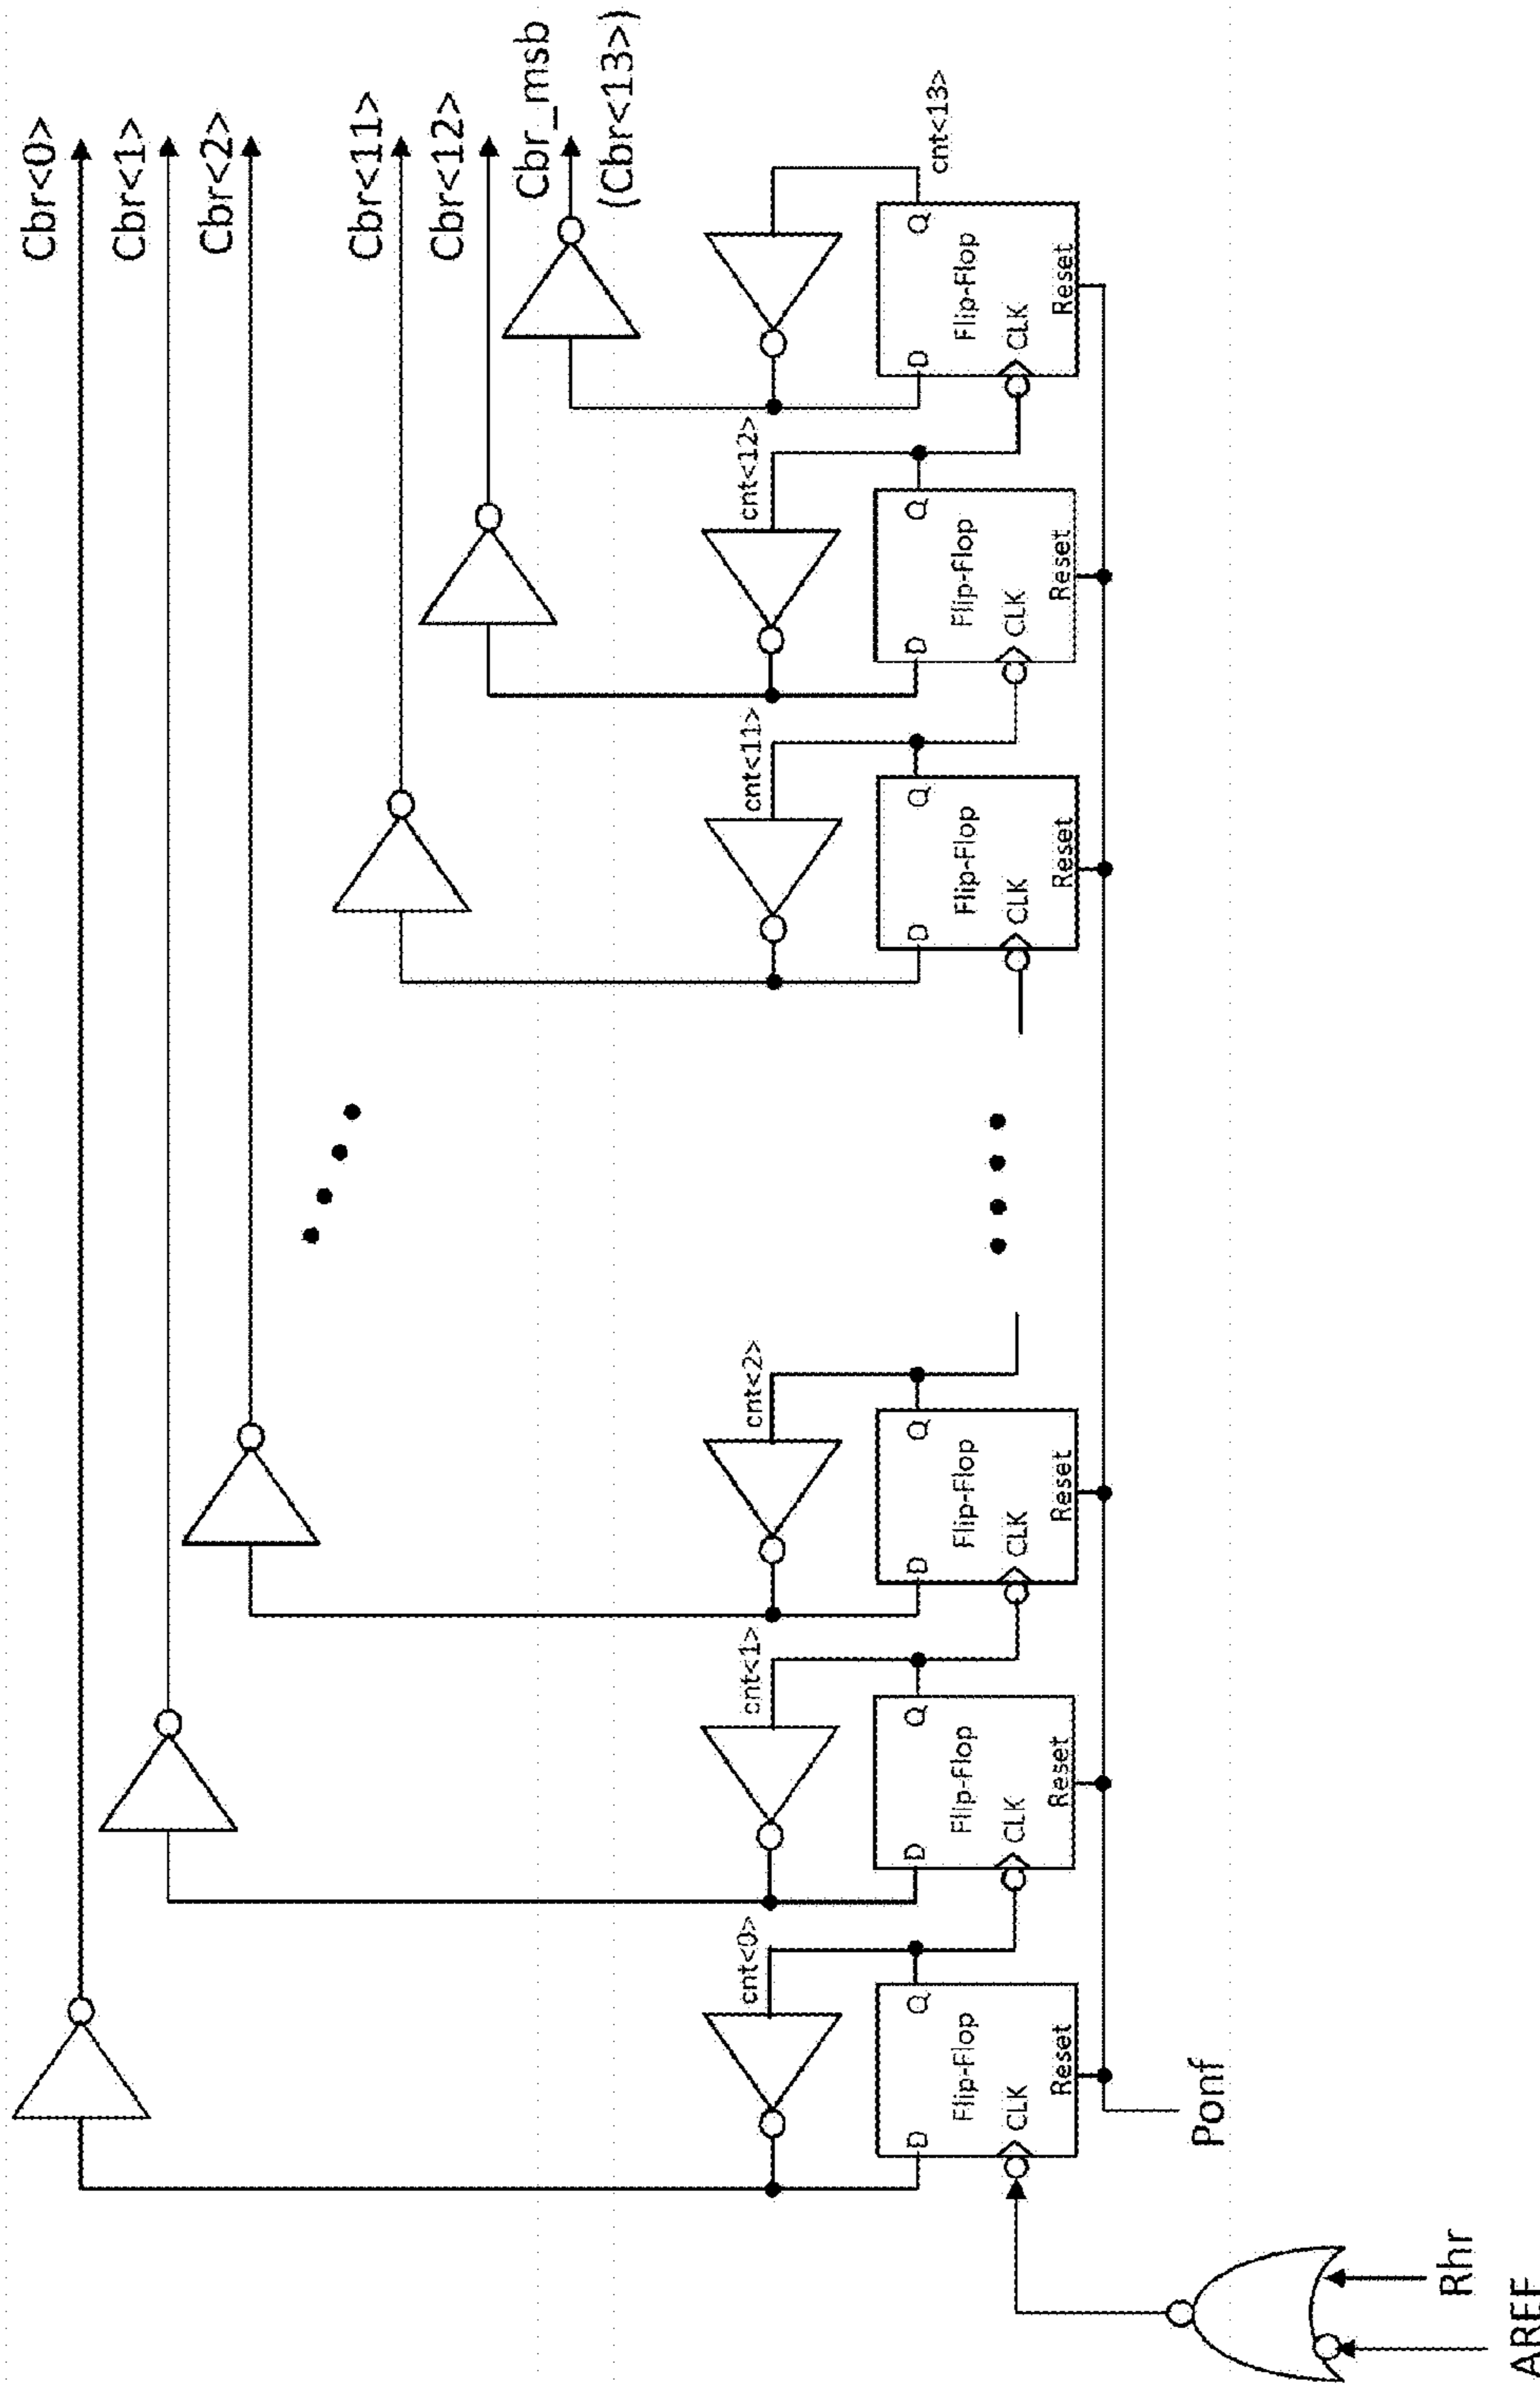 Cbr<0>
Cbr<1>
Cbr<2>
Cbr<11>
Cbr<12>
Cbr_msb
(Cbr<13>)
cnt<0>
cnt<1>
cnt<2>
cnt<11>
cnt<12>
cnt<13>
D
Q
Flip-Flop
CLK
Reset
D
Q
Flip-Flop
CLK
Reset
D
Q
Flip-Flop
CLK
Reset
D
Q
Flip-Flop
CLK
Reset
D
Q
Flip-Flop
CLK
Reset
D
Q
Flip-Flop
CLK
Reset
Ponf
Rhr
AREF